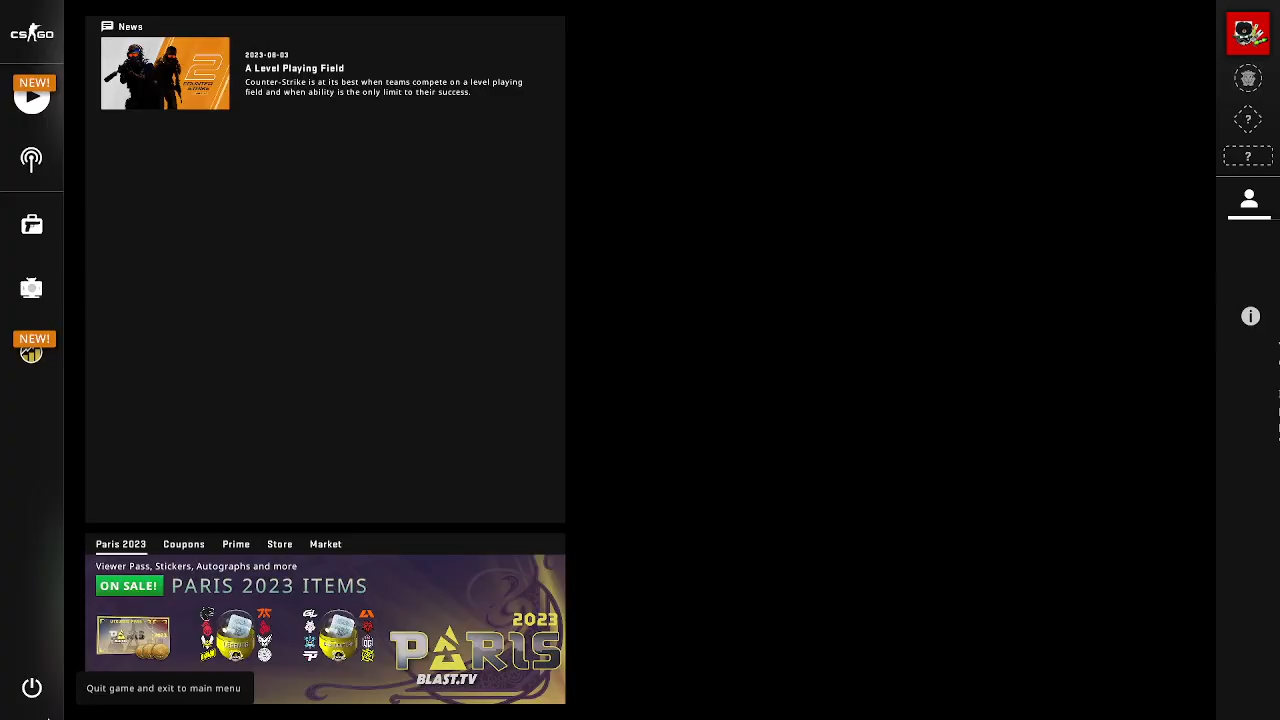 CS GO
NEW!
NEW!
News
2023-08-03
A Level Playing Field
Counter-Strike is at its best when teams compete on a level playing
field and when ability is the only limit to their success.
2
COUNTER
STRIKE
Paris 2023 Coupons Prime Store Market
Viewer Pass, Stickers, Autographs and more
ON SALE! PARIS 2023 ITEMS
2023
PARIS
BLAST.TV
Quit game and exit to main menu
?
?
i